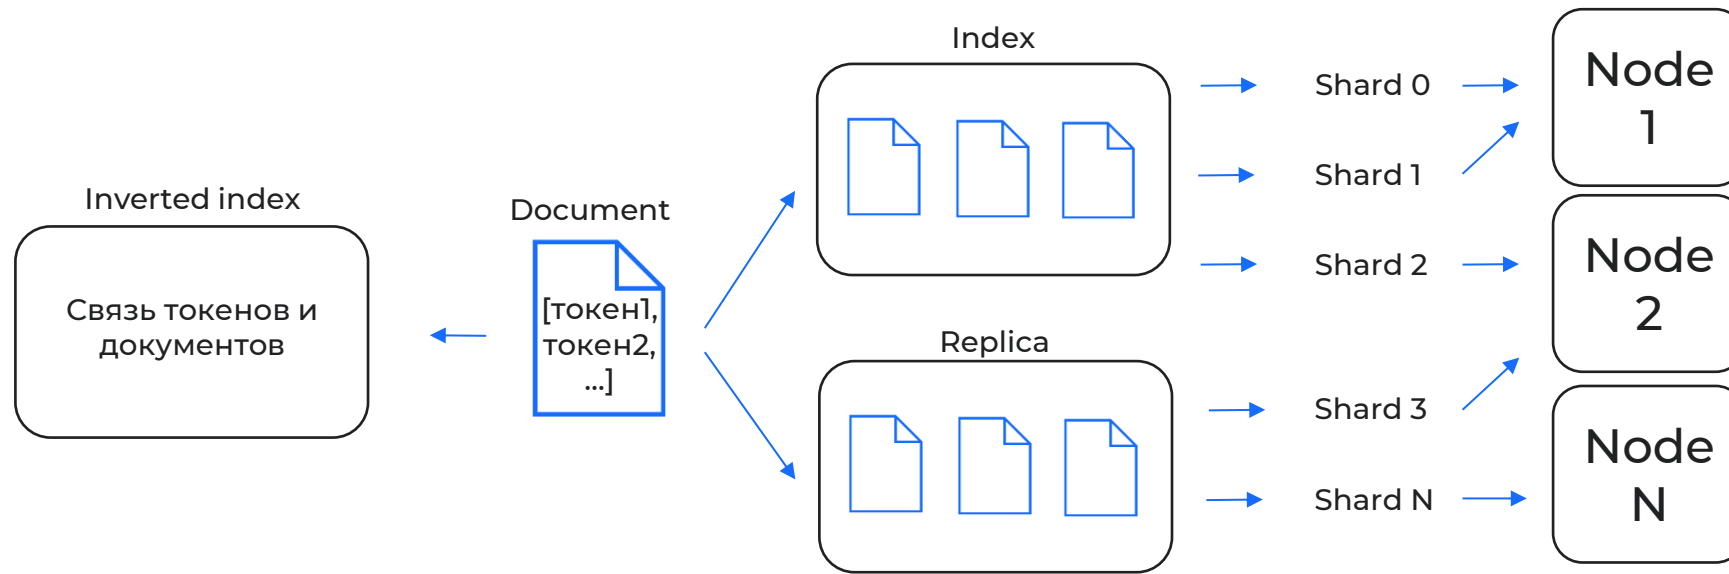 Inverted index
Связь токенов и
документов
Document
[токен1,
токен2,
...]
Index
Replica
Shard 0
Shard 1
Shard 2
Shard 3
Shard N
Node
1
Node
2
Node
N